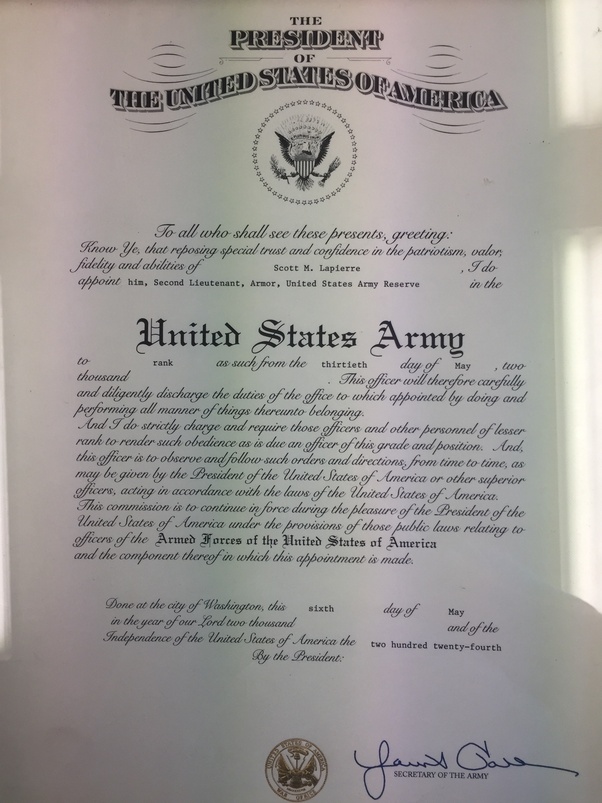 THE
PRESIDENT
OF
THE UNITED STATES OF AMERICA
To all who shall see these presents, greeting:
Know Ye, that reposing special trust and confidence in the patriotism, valor,
fidelity and abilities of Scott M. Lapierre , I do
appoint him, Second Lieutenant, Armor, United States Army Reserve in the
United States Army
to rank as such from the thirtieth day of May , two
thousand . This officer will therefore carefully
and diligently discharge the duties of the office to which appointed by doing and
performing all manner of things thereunto belonging.
And I do strictly charge and require those officers and other personnel of lesser
rank to render such obedience as is due an officer of this grade and position. And,
this officer is to observe and follow such orders and directions, from time to time, as
may be given by the President of the United States of America or other superior
officers, acting in accordance with the laws of the United States of America.
This commission is to continue in force during the pleasure of the President of the
United States of America under the provisions of those public laws relating to
officers of the Armed Forces of the United States of America
and the component thereof in which this appointment is made.
Done at the city of Washington, this sixth day of May
in the year of our Lord two thousand and of the
Independence of the United States of America the two hundred twenty-fourth
By the President:
UNITED STATES OF AMERICA
WAR OFFICE
SECRETARY OF THE ARMY